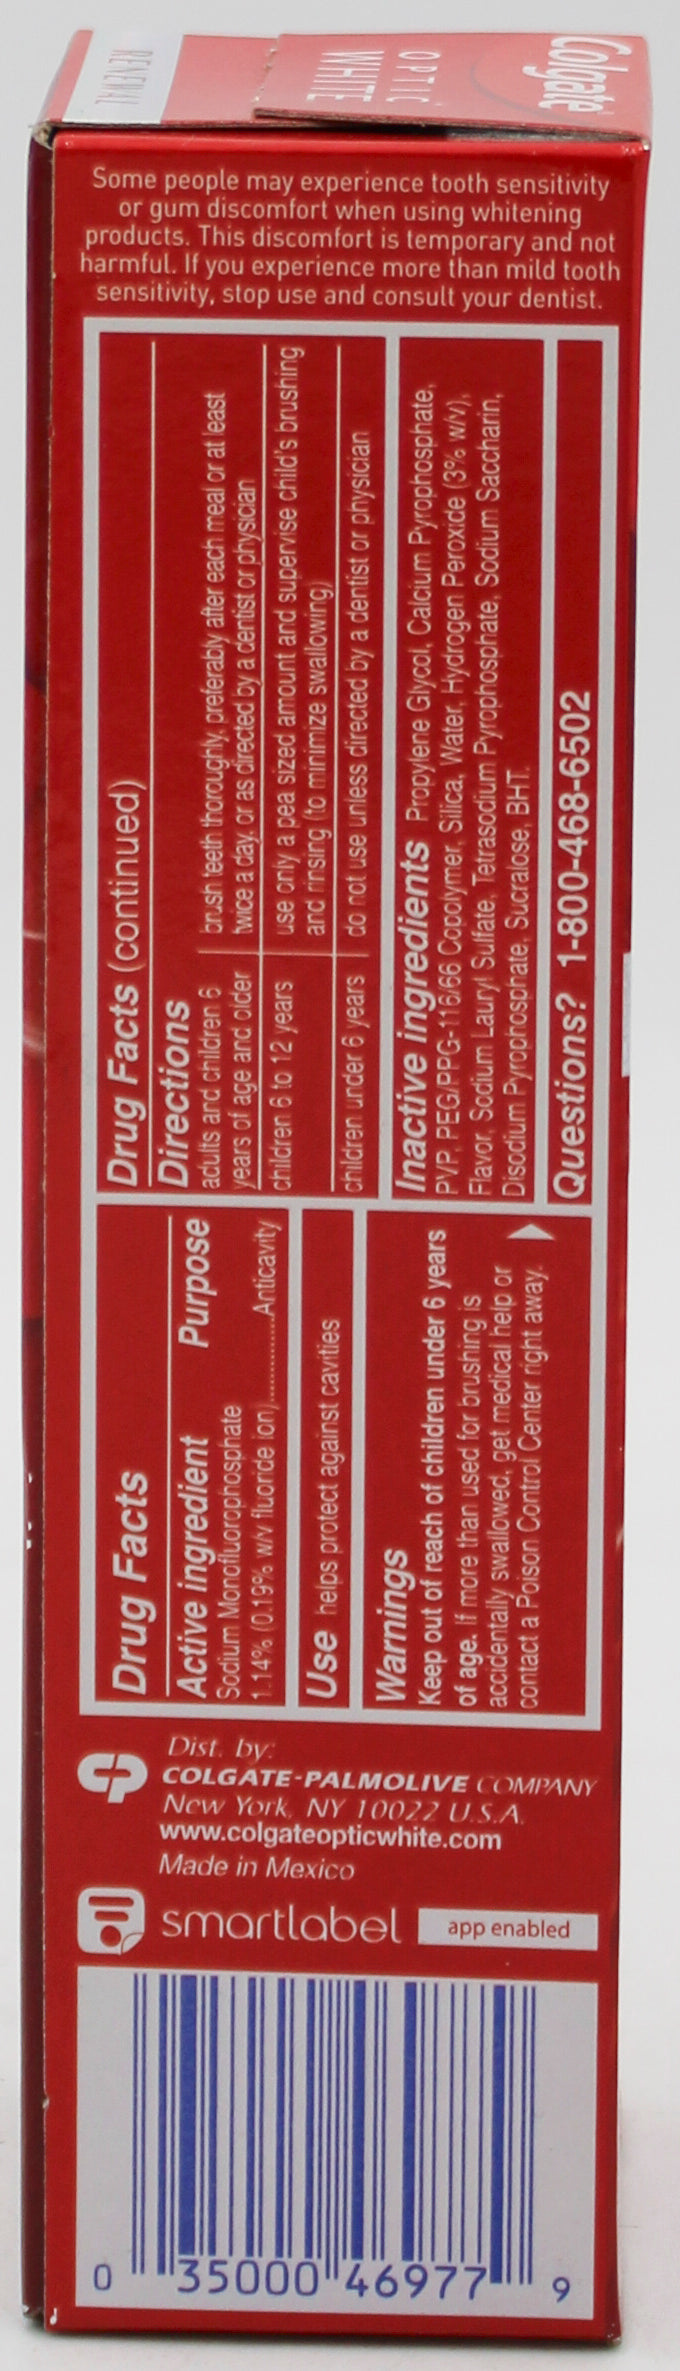 Colgate
OPTIC
WHITE
RENEWAL
Some people may experience tooth sensitivity
or gum discomfort when using whitening
products. This discomfort is temporary and not
harmful. If you experience more than mild tooth
sensitivity, stop use and consult your dentist.
Drug Facts
Active ingredient Purpose
Sodium Monofluorophosphate
1.14% (0.19% w/v fluoride ion)..............Anticavity
Use helps protect against cavities
Warnings
Keep out of reach of children under 6 years
of age. If more than used for brushing is
accidentally swallowed, get medical help or
contact a Poison Control Center right away.
Drug Facts (continued)
Directions
adults and children 6
years of age and older
brush teeth thoroughly, preferably after each meal or at least
twice a day, or as directed by a dentist or physician
children 6 to 12 years
use only a pea sized amount and supervise child's brushing
and rinsing (to minimize swallowing)
children under 6 years
do not use unless directed by a dentist or physician
Inactive ingredients Propylene Glycol, Calcium Pyrophosphate,
PVP, PEG/PPG-116/66 Copolymer, Silica, Water, Hydrogen Peroxide (3% w/v),
Flavor, Sodium Lauryl Sulfate, Tetrasodium Pyrophosphate, Sodium Saccharin,
Disodium Pyrophosphate, Sucralose, BHT.
Questions? 1-800-468-6502
Dist. by:
COLGATE-PALMOLIVE COMPANY
New York, NY 10022 U.S.A.
www.colgateopticwhite.com
Made in Mexico
smartlabel app enabled
0 35000 46977 9